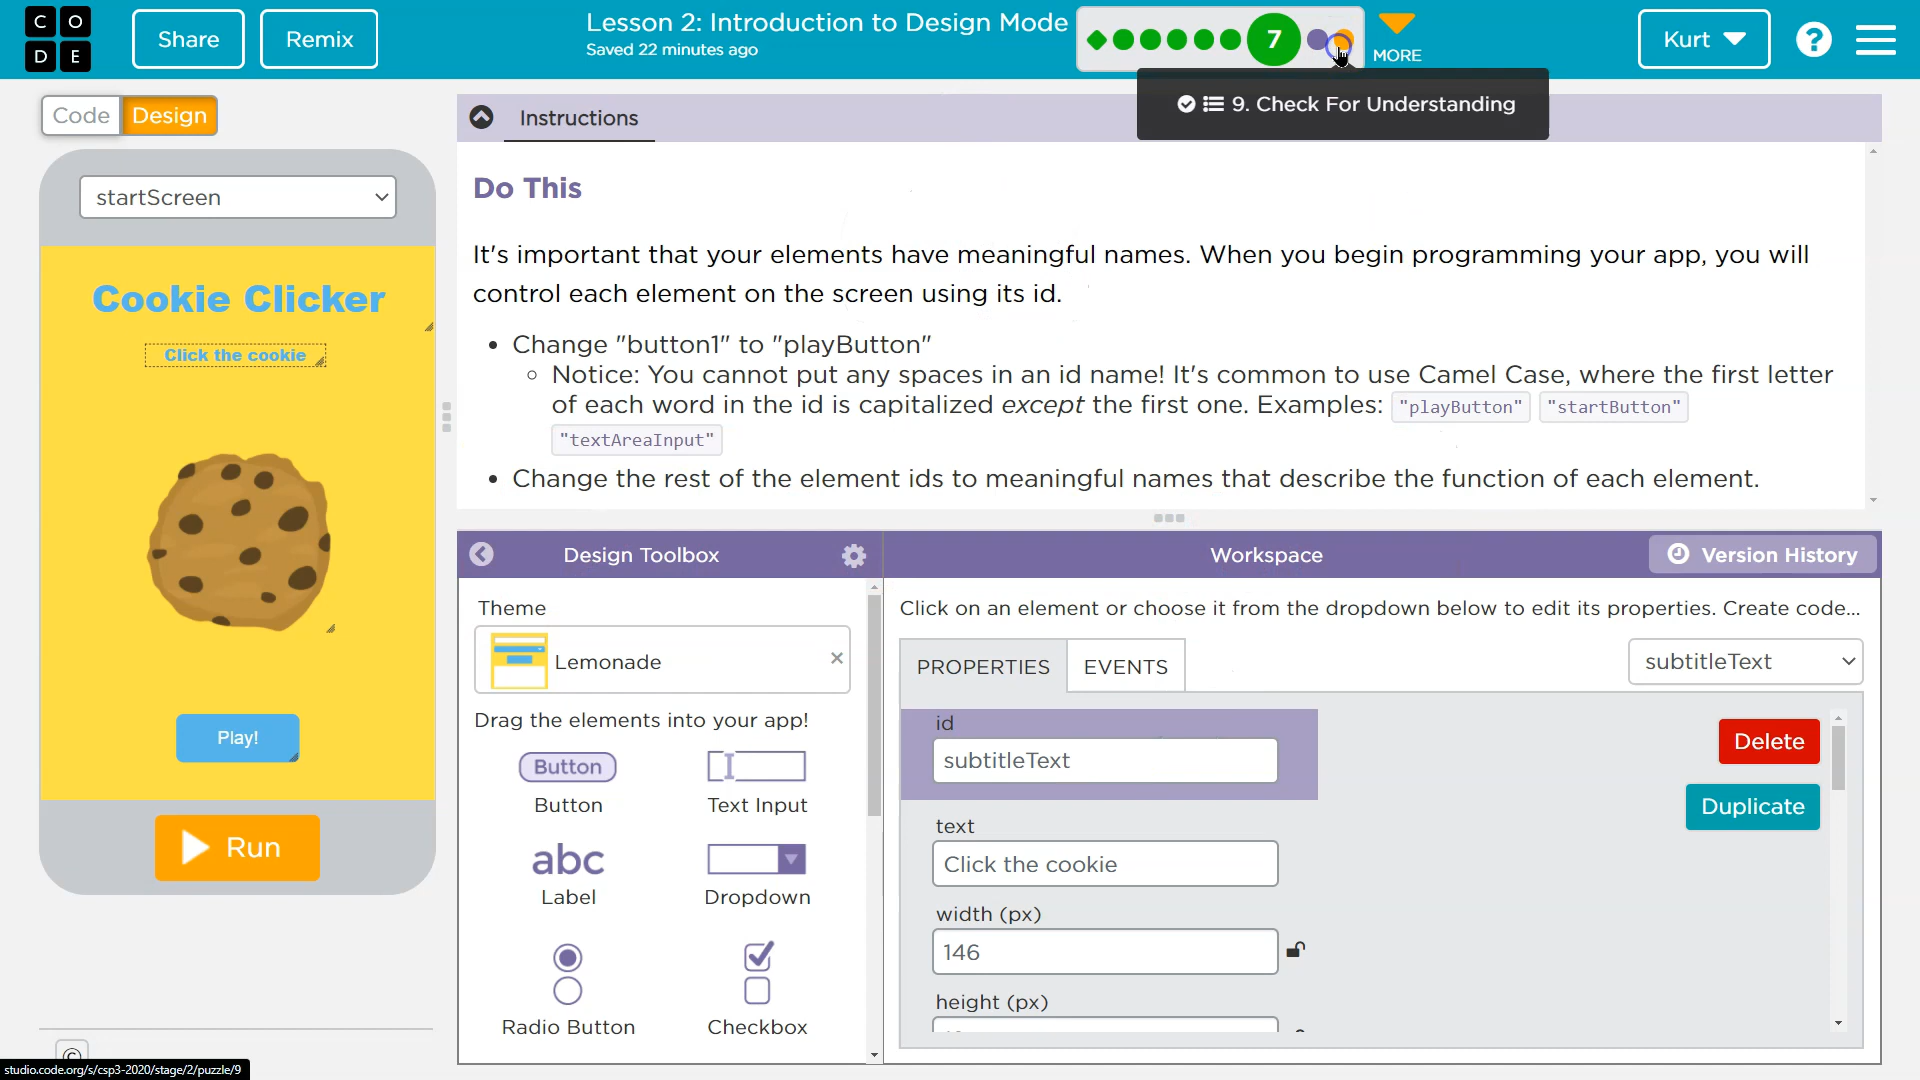 C O
D E
Share
Remix
Lesson 2: Introduction to Design Mode
Saved 22 minutes ago
7
MORE
Kurt
?
9. Check For Understanding
Code
Design
startScreen
Cookie Clicker
Click the cookie
Play!
Run
Instructions
Do This
It's important that your elements have meaningful names. When you begin programming your app, you will
control each element on the screen using its id.
Change "button1" to "playButton"
Notice: You cannot put any spaces in an id name! It's common to use Camel Case, where the first letter
of each word in the id is capitalized except the first one. Examples: "playButton" "startButton"
"textAreaInput"
Change the rest of the element ids to meaningful names that describe the function of each element.
Design Toolbox
Workspace
Version History
Theme
Lemonade
×
Drag the elements into your app!
Button
Button
Text Input
abc
Label
Dropdown
Radio Button
Checkbox
Click on an element or choose it from the dropdown below to edit its properties. Create code...
PROPERTIES
EVENTS
subtitleText
id
subtitleText
Delete
Duplicate
text
Click the cookie
width (px)
146
height (px)
©
studio.code.org/s/csp3-2020/stage/2/puzzle/9